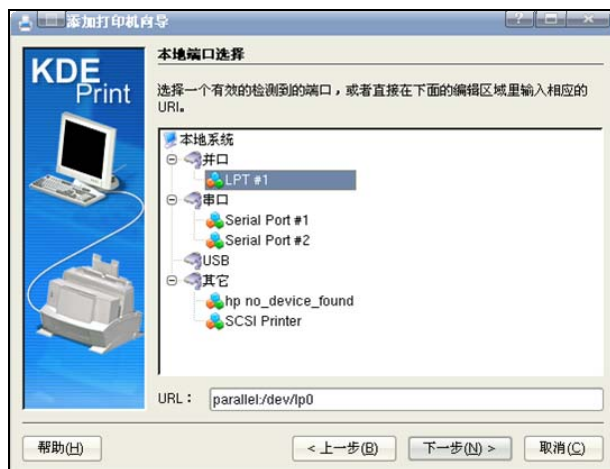 添加打印机向导
KDE
Print
本地端口选择
选择一个有效的检测到的端口，或者直接在下面的编辑区域里输入相应的
URI。
本地系统
并口
LPT #1
串口
Serial Port #1
Serial Port #2
USB
其它
hp no_device_found
SCSI Printer
URL： parallel:/dev/lp0
帮助(H) < 上一步(B) 下一步(N) > 取消(C)